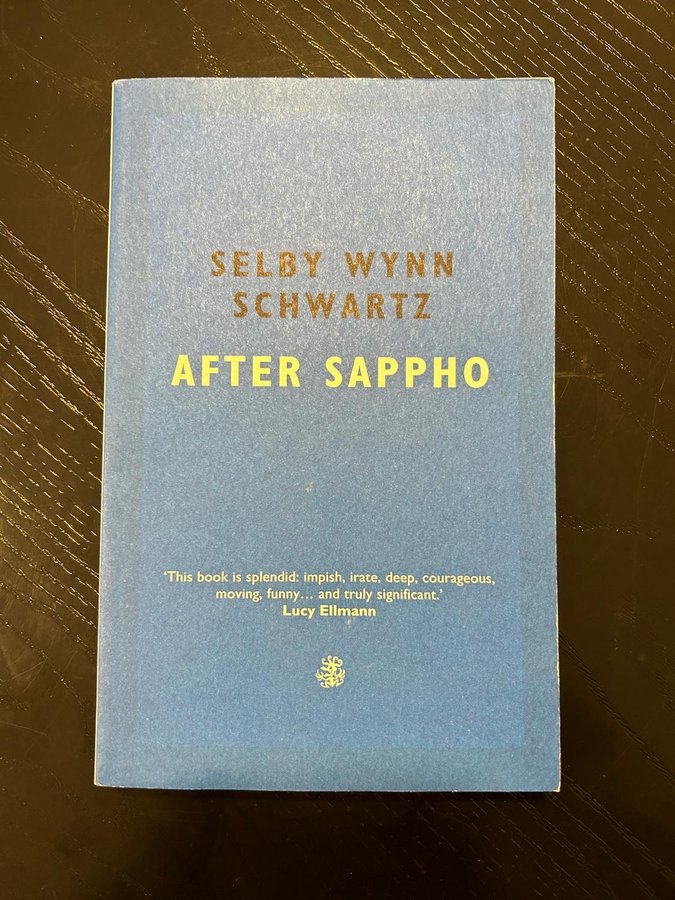 SELBY WYNN
SCHWARTZ
AFTER SAPPHO
‘This book is splendid: impish, irate, deep, courageous,
moving, funny… and truly significant.’
Lucy Ellmann